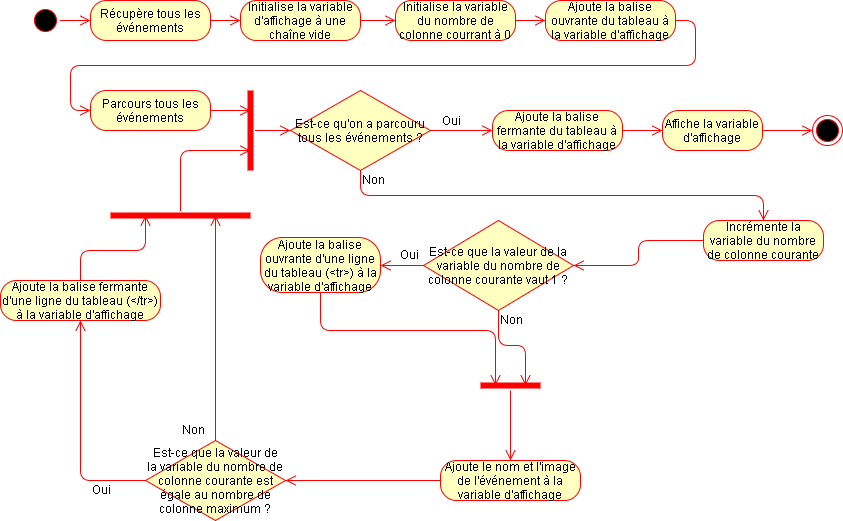 Récupère tous les
événements
Initialise la variable
d'affichage à une
chaîne vide
Initialise la variable
du nombre de
colonne courrant à 0
Ajoute la balise
ouvrante du tableau à
la variable d'affichage
Parcours tous les
événements
Est-ce qu'on a parcouru
tous les événements ?
Oui
Ajoute la balise
fermante du tableau à
la variable d'affichage
Affiche la variable
d'affichage
Non
Incrémente la
variable du nombre
de colonne courante
Est-ce que la valeur de la
variable du nombre de
colonne courante vaut 1 ?
Oui
Ajoute la balise
ouvrante d'une ligne
du tableau (<tr>) à la
variable d'affichage
Non
Ajoute la balise fermante
d'une ligne du tableau (</tr>)
à la variable d'affichage
Ajoute le nom et l'image
de l'événement à la
variable d'affichage
Non
Est-ce que la valeur de
la variable du nombre de
colonne courante est
égale au nombre de
colonne maximum ?
Oui